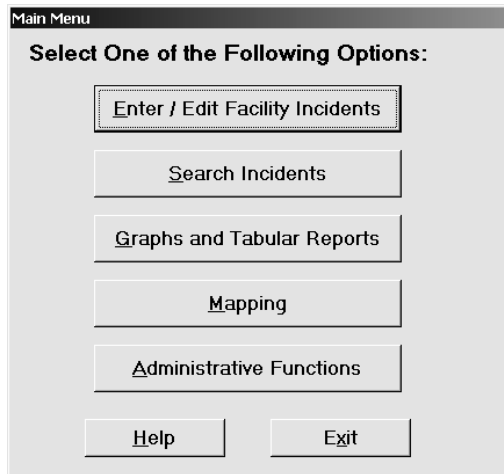 Main Menu
Select One of the Following Options:
Enter / Edit Facility Incidents
Search Incidents
Graphs and Tabular Reports
Mapping
Administrative Functions
Help Exit